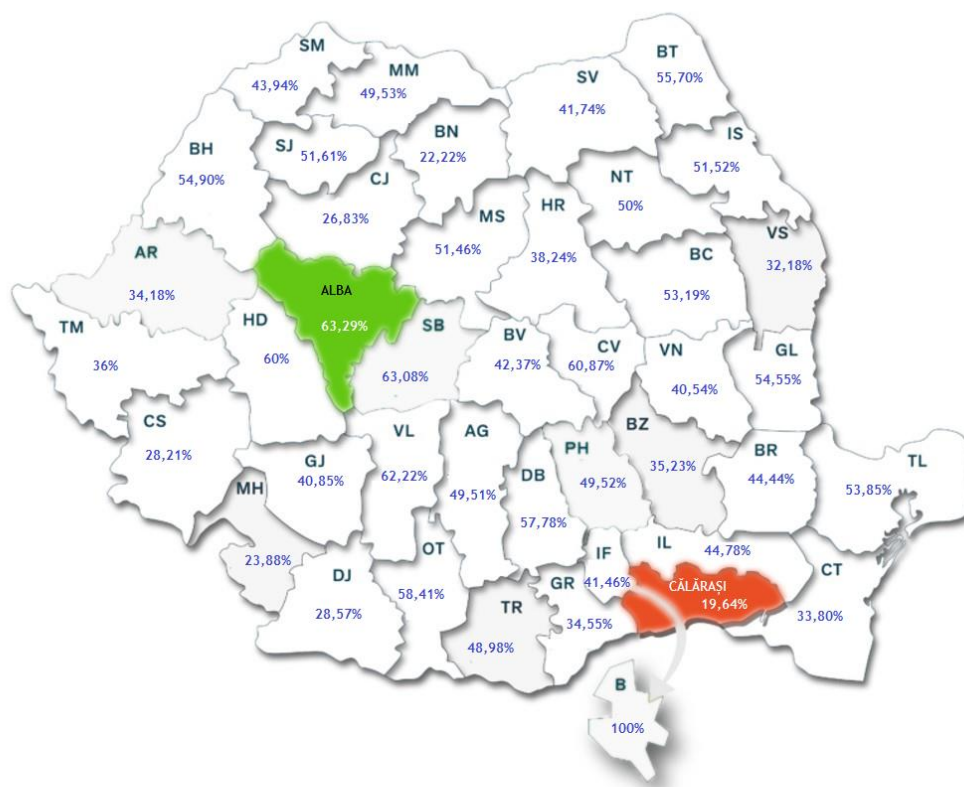 SM
43,94%
MM
49,53%
SV
41,74%
BT
55,70%
BH
54,90%
SJ
51,61%
BN
22,22%
IS
51,52%
CJ
26,83%
MS
51,46%
HR
38,24%
NT
50%
VS
32,18%
AR
34,18%
ALBA
63,29%
BC
53,19%
TM
36%
HD
60%
SB
63,08%
BV
42,37%
CV
60,87%
VN
40,54%
GL
54,55%
CS
28,21%
GJ
40,85%
VL
62,22%
AG
49,51%
DB
57,78%
PH
49,52%
BZ
35,23%
BR
44,44%
TL
53,85%
MH
23,88%
DJ
28,57%
OT
58,41%
TR
48,98%
GR
34,55%
IF
41,46%
IL
44,78%
CĂLĂRAȘI
19,64%
CT
33,80%
B
100%